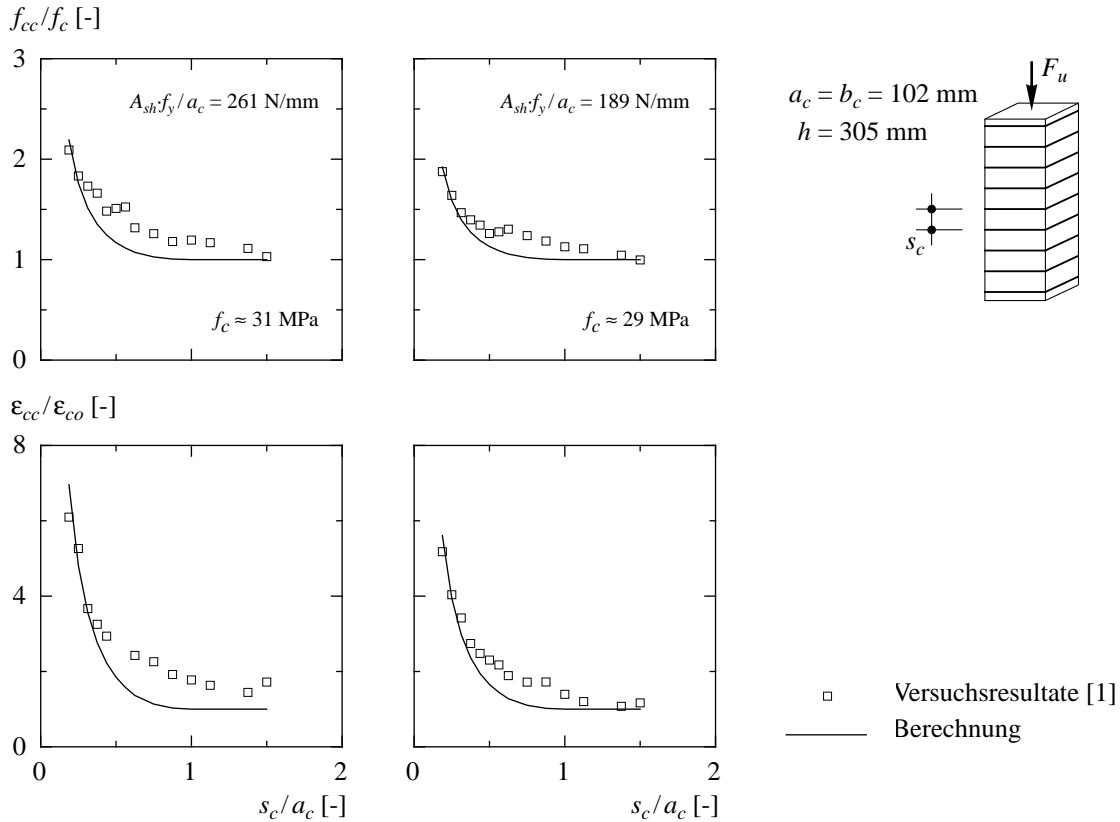 f_cc/f_c [-]
3
2
1
0
A_sh·f_y/a_c = 261 N/mm
f_c ≈ 31 MPa
A_sh·f_y/a_c = 189 N/mm
f_c ≈ 29 MPa
a_c = b_c = 102 mm
h = 305 mm
F_u
s_c
ε_cc/ε_co [-]
8
4
0
0 1 2
s_c/a_c [-]
0 1 2
s_c/a_c [-]
Versuchsresultate [1]
Berechnung